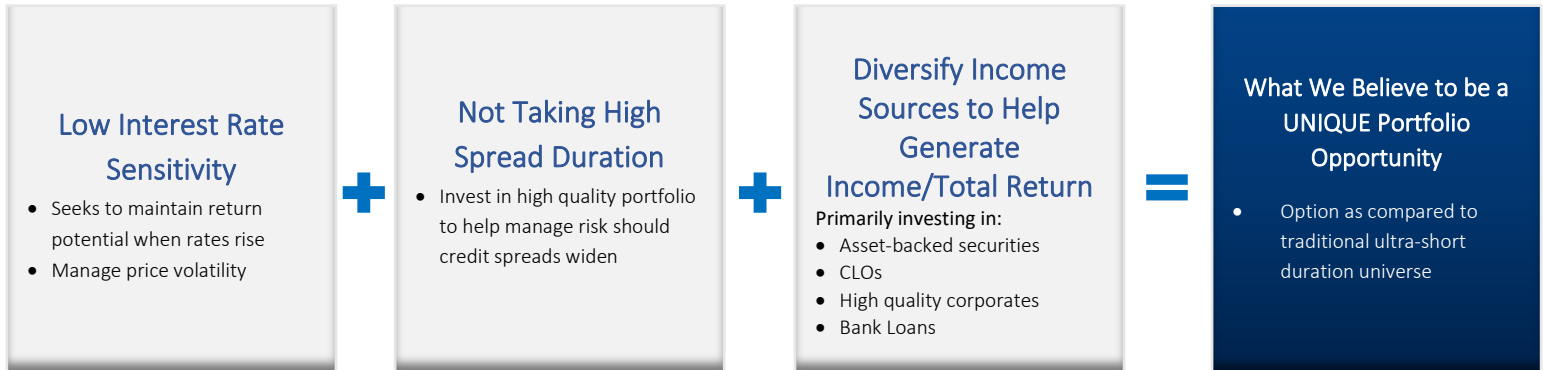 Low Interest Rate
Sensitivity
• Seeks to maintain return
potential when rates rise
• Manage price volatility
Not Taking High
Spread Duration
• Invest in high quality portfolio
to help manage risk should
credit spreads widen
Diversify Income
Sources to Help
Generate
Income/Total Return
Primarily investing in:
• Asset-backed securities
• CLOs
• High quality corporates
• Bank Loans
What We Believe to be a
UNIQUE Portfolio
Opportunity
• Option as compared to
traditional ultra-short
duration universe